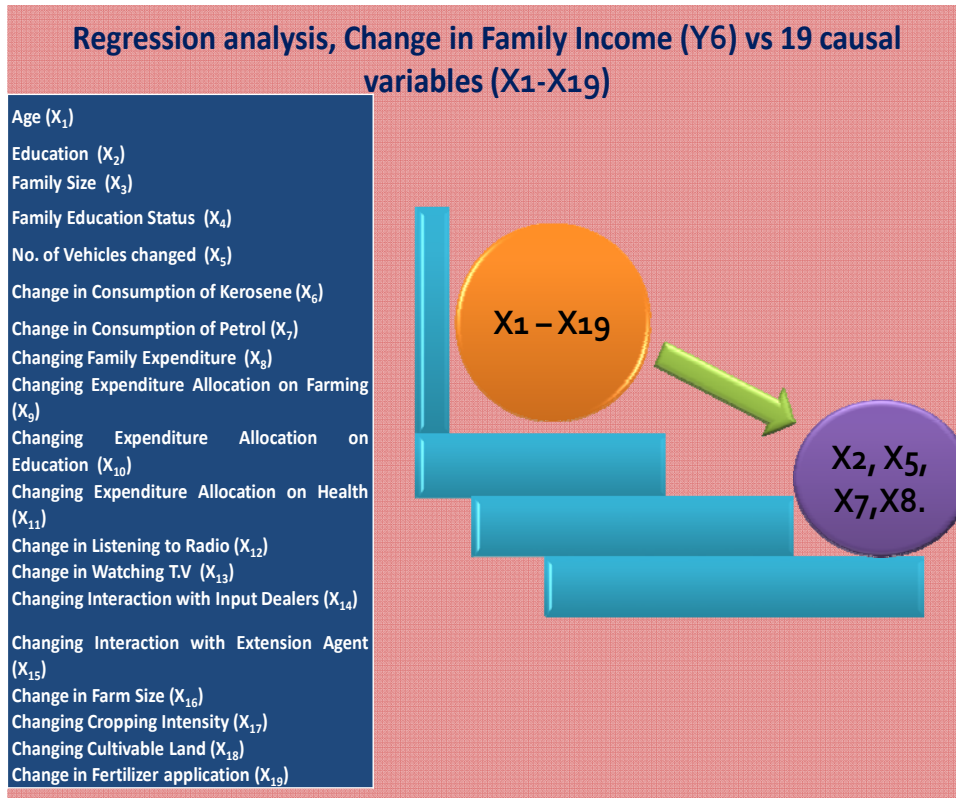 Regression analysis, Change in Family Income (Y6) vs 19 causal
variables (X1-X19)
Age (X₁)
Education (X₂)
Family Size (X₃)
Family Education Status (X₄)
No. of Vehicles changed (X₅)
Change in Consumption of Kerosene (X₆)
Change in Consumption of Petrol (X₇)
Changing Family Expenditure (X₈)
Changing Expenditure Allocation on Farming
(X₉)
Changing Expenditure Allocation on
Education (X₁₀)
Changing Expenditure Allocation on Health
(X₁₁)
Change in Listening to Radio (X₁₂)
Change in Watching T.V (X₁₃)
Changing Interaction with Input Dealers (X₁₄)
Changing Interaction with Extension Agent
(X₁₅)
Change in Farm Size (X₁₆)
Changing Cropping Intensity (X₁₇)
Changing Cultivable Land (X₁₈)
Change in Fertilizer application (X₁₉)
X1 – X19
X2, X5,
X7,X8.